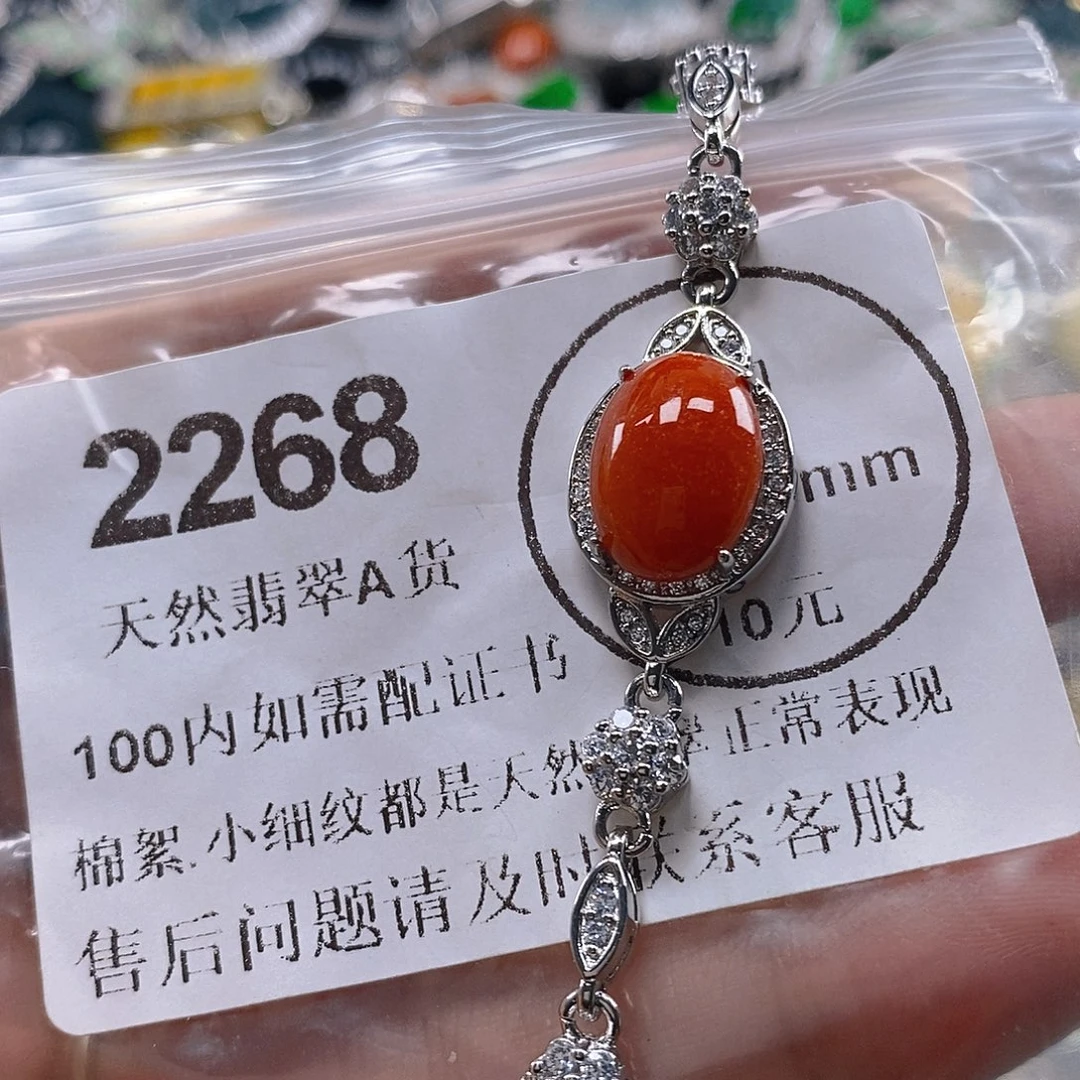 2268
mm
天然翡翠A货
10元
100内如需配证书
棉絮.小细纹都是天然 正常表现
售后问题请及时联系客服